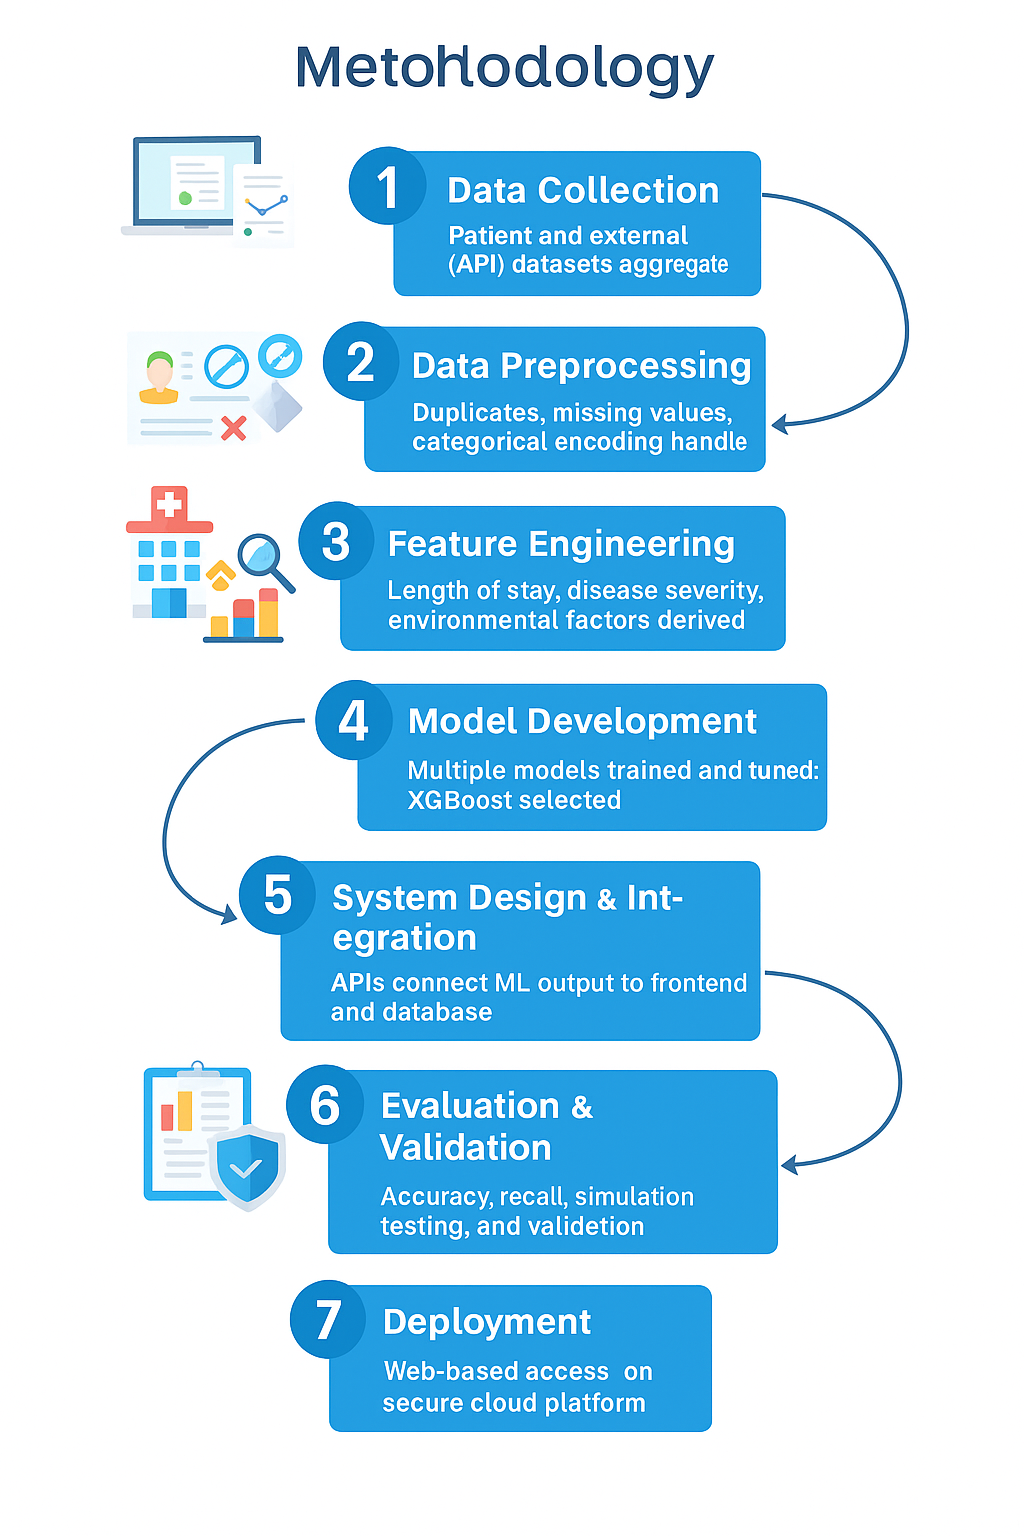 Metohlodology
1
Data Collection
Patient and external
(API) datasets aggregate
2
Data Preprocessing
Duplicates, missing values,
categorical encoding handle
3
Feature Engineering
Length of stay, disease severity,
environmental factors derived
4
Model Development
Multiple models trained and tuned:
XGBoost selected
5
System Design & Int-
egration
APIs connect ML output to frontend
and database
6
Evaluation &
Validation
Accuracy, recall, simulation
testing, and validetion
7
Deployment
Web-based access on
secure cloud platform